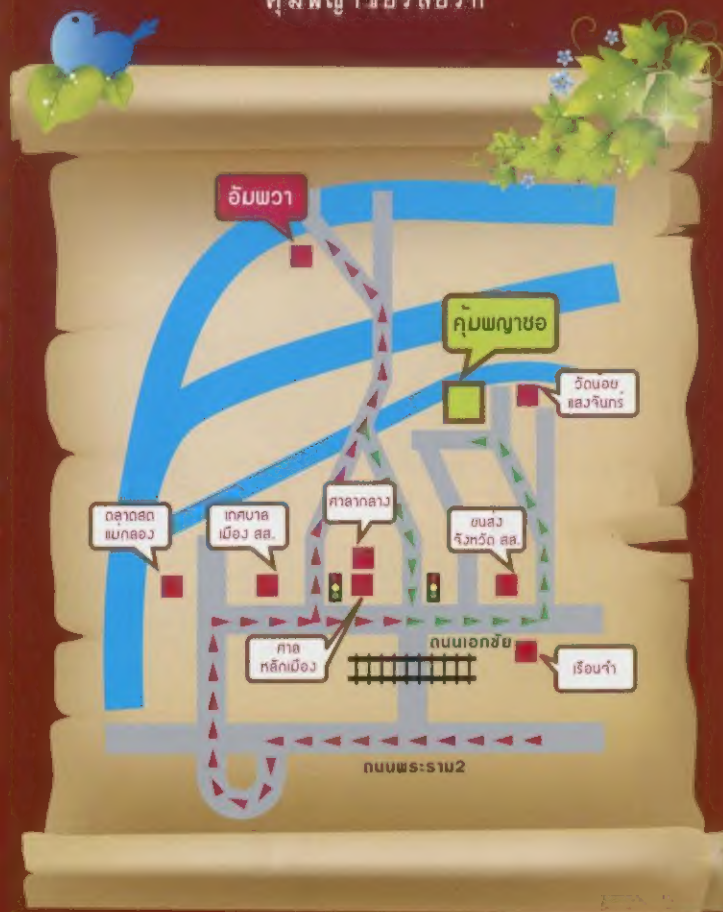 อัมพวา
คุ้มพญาซอ
วัดน้อย
แสงจันทร์
ศาลากลาง
ตลาดสด
แม่กลอง
เทศบาล
เมือง สส.
ขนส่ง
จังหวัด สส.
ถนนเอกชัย
ศาล
หลักเมือง
เรือนจำ
ถนนพระราม2